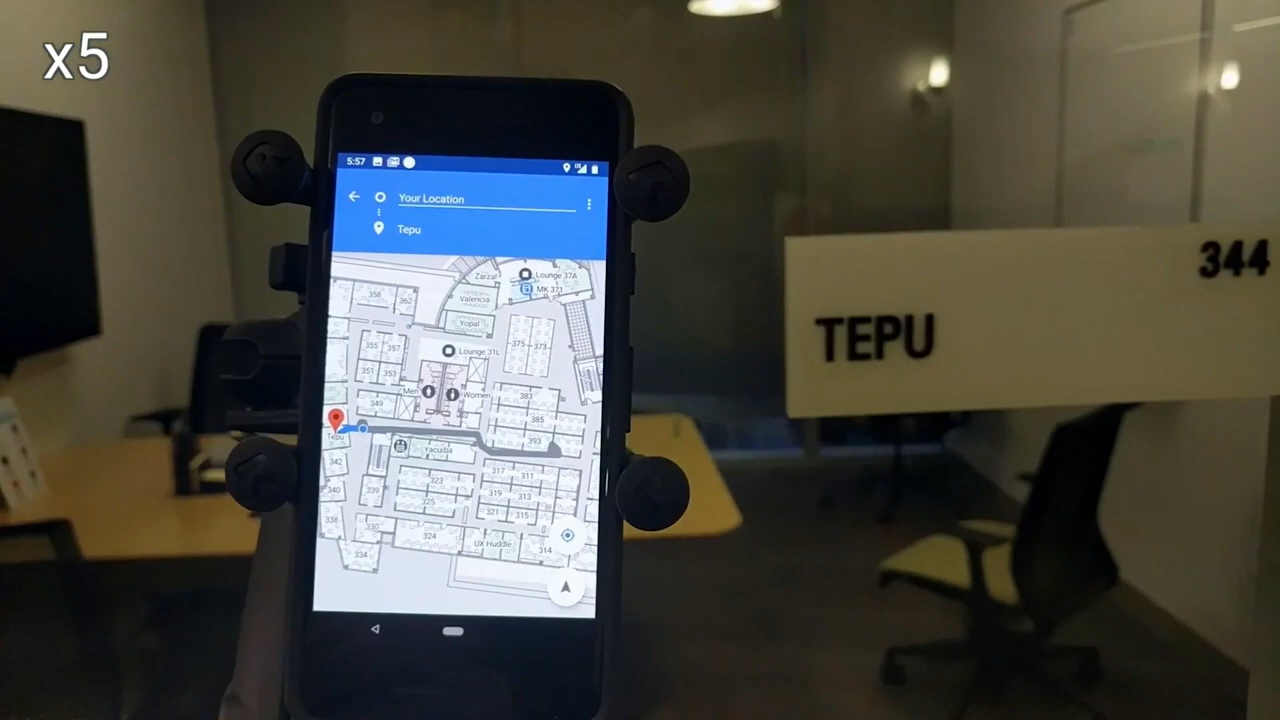 x5
5:57
Your Location
Tepu
Zarzal
Lounge 37A
MK 371
358
362
Valencia
Yopal
355
357
375
373
Lounge 31L
351
353
Men
Women
383
349
385
Tepu
393
Yacuiba
342
317
311
323
340
339
319
313
325
321
315
338
330
324
UX Huddle
314
334
344
TEPU